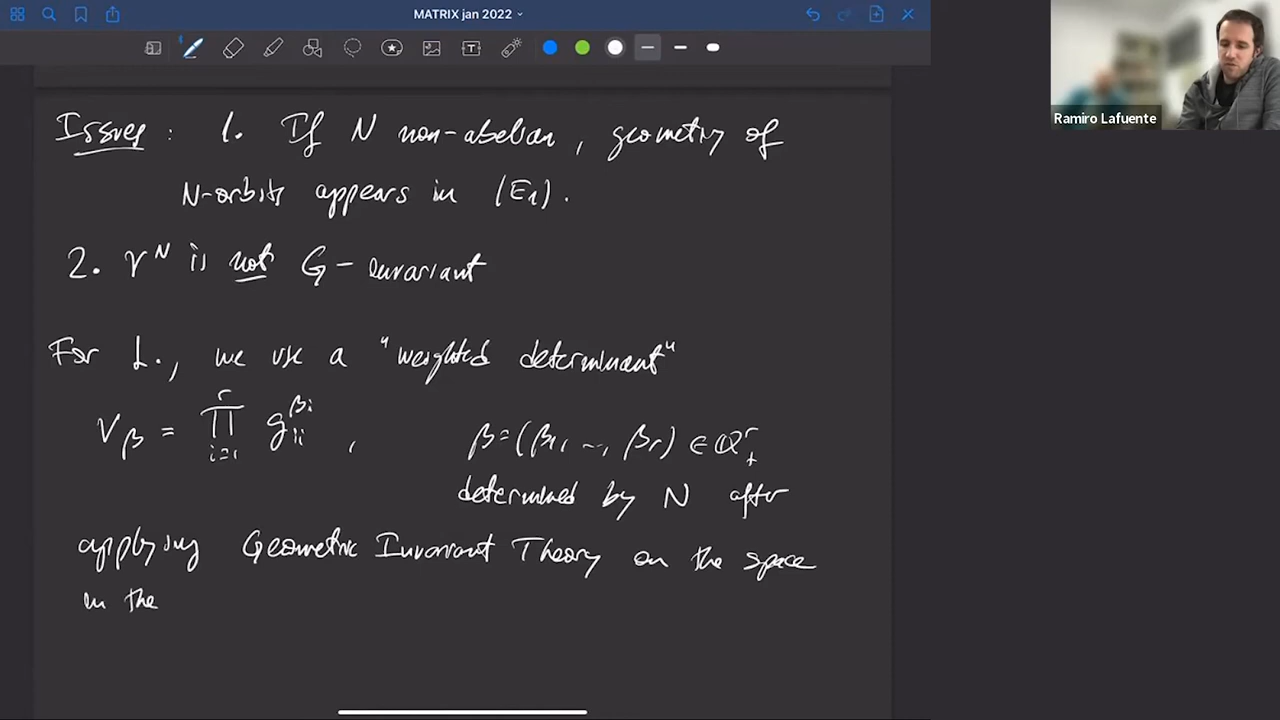 MATRIX jan 2022
Ramiro Lafuente
Issues : 1. If N non-abelian, geometry of
N-orbits appears in (E1).
2. γ^N is not G-invariant
For 1., we use a "weighted determinant"
V_β = ∏_{i=1}^{r} g_{ii}^{β_i} , β=(β_1, ..., β_r) ∈ ℚ_+^r
determined by N after
applying Geometric Invariant Theory on the space
in the